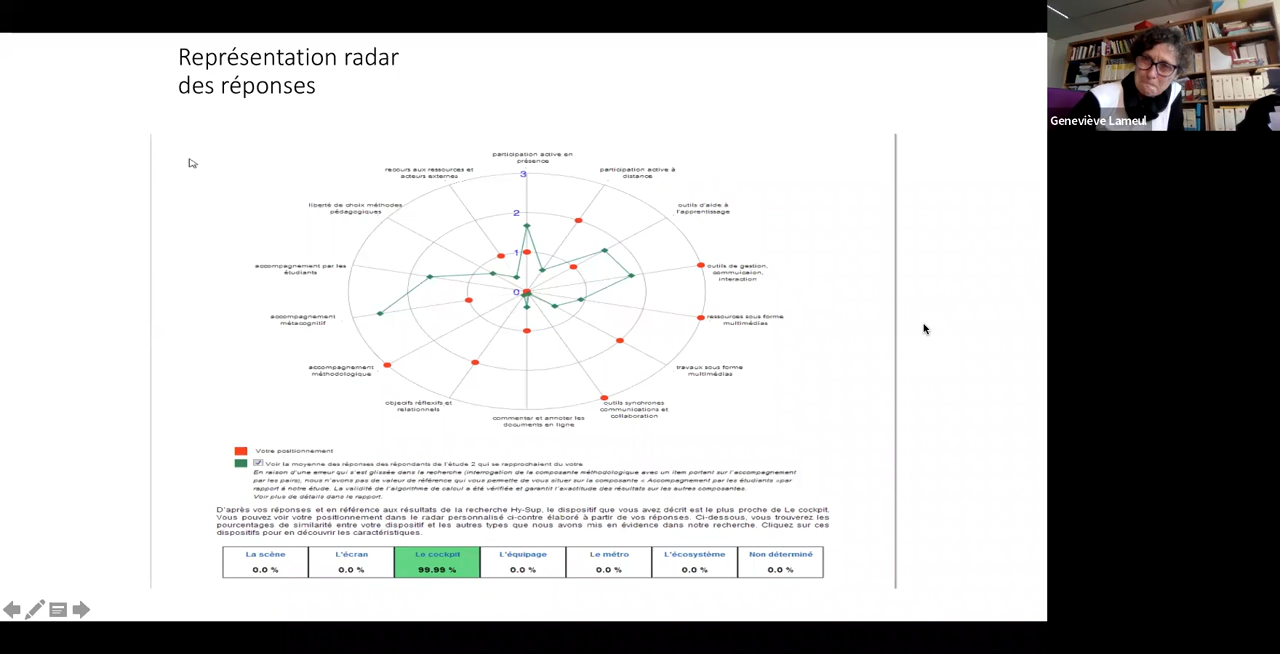 Représentation radar
des réponses
Geneviève Lameul
participation active en
présence
participation active à
distance
recours aux ressources et
acteurs externes
liberté de choix méthodes
pédagogiques
outils d'aide à
l'apprentissage
accompagnement par les
étudiants
outils de gestion,
commuicaion,
interaction
accompagnement
métacognitif
ressources sous forme
multimédias
accompagnement
méthodologique
travaux sous forme
multimédias
objecifs réflexifs et
relationnels
commenter et annoter les
documents en ligne
outils synchrones
communications et
collaboration
3
2
1
0
Votre positionnement
Voir la moyenne des réponses des répondants de l'étude 2 qui se rapprochaient du votre
En raison d'une erreur qui s'est glissée dans la recherche (interrogation de la composante méthodologique avec un item portant sur l'accompagnement
par les pairs), nous n'avons pas de valeur de référence qui vous permette de vous situer sur la composante « Accompagnement par les étudiants »par
rapport à notre étude. La validité de l'algorithme de calcul a été vérifiée et garantit l'exactitude des résultats sur les autres composantes.
Voir plus de détails dans le rapport.
D'après vos réponses et en référence aux résultats de la recherche Hy-Sup, le dispositif que vous avez décrit est le plus proche de Le cockpit.
Vous pouvez voir votre positionnement dans le radar personnalisé ci-contre élaboré à partir de vos réponses. Ci-dessous, vous trouverez les
pourcentages de similarité entre votre dispositif et les autres types que nous avons mis en évidence dans notre recherche. Cliquez sur ces
dispositifs pour en découvrir les caractéristiques.
La scène L'écran Le cockpit L'équipage Le métro L'écosystème Non déterminé
0.0 % 0.0 % 99.99 % 0.0 % 0.0 % 0.0 % 0.0 %